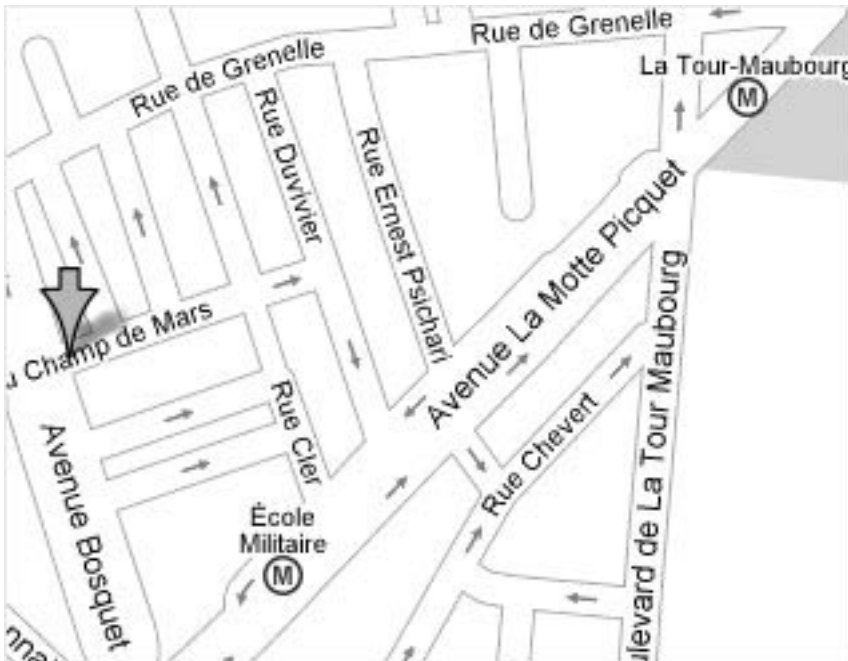 Rue de Grenelle
Rue de Grenelle
La Tour-Maubourg
M
Rue Duvivier
Rue Ernest Psichari
Avenue La Motte Picquet
Champ de Mars
Avenue Bosquet
Rue Cler
Rue Chevert
de La Tour Maubourg
École
Militaire
M